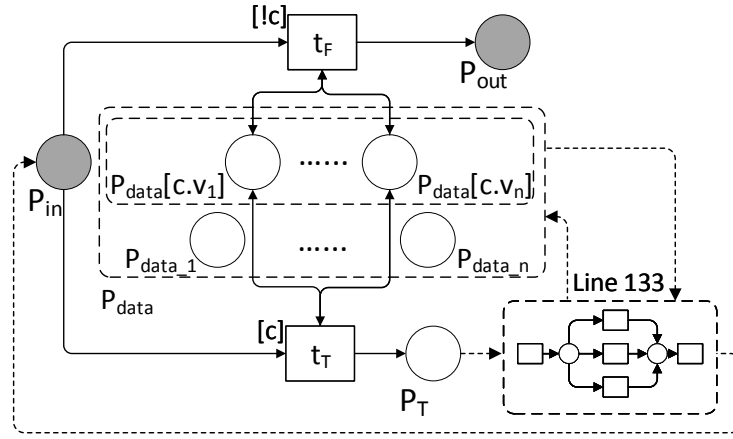 [!c]
t_F
P_out
P_in
P_data[c.v_1]
......
P_data[c.v_n]
P_data_1
......
P_data_n
P_data
Line 133
[c]
t_T
P_T